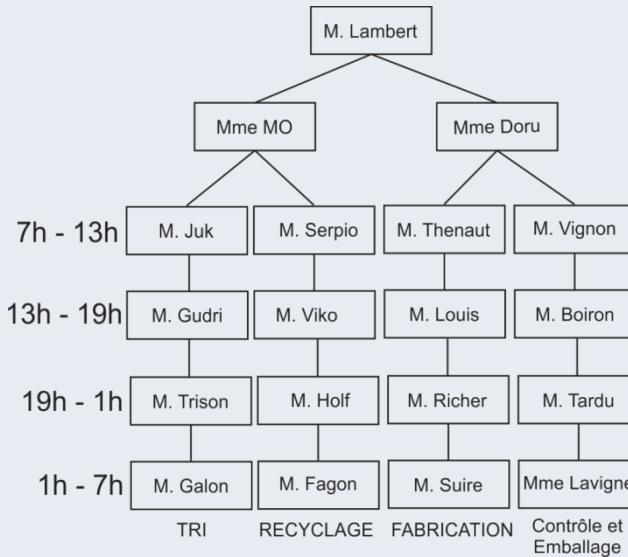 M. Lambert
Mme MO
Mme Doru
7h - 13h
M. Juk
M. Serpio
M. Thenaut
M. Vignon
13h - 19h
M. Gudri
M. Viko
M. Louis
M. Boiron
19h - 1h
M. Trison
M. Holf
M. Richer
M. Tardu
1h - 7h
M. Galon
M. Fagon
M. Suire
Mme Lavigne
TRI
RECYCLAGE
FABRICATION
Contrôle et
Emballage